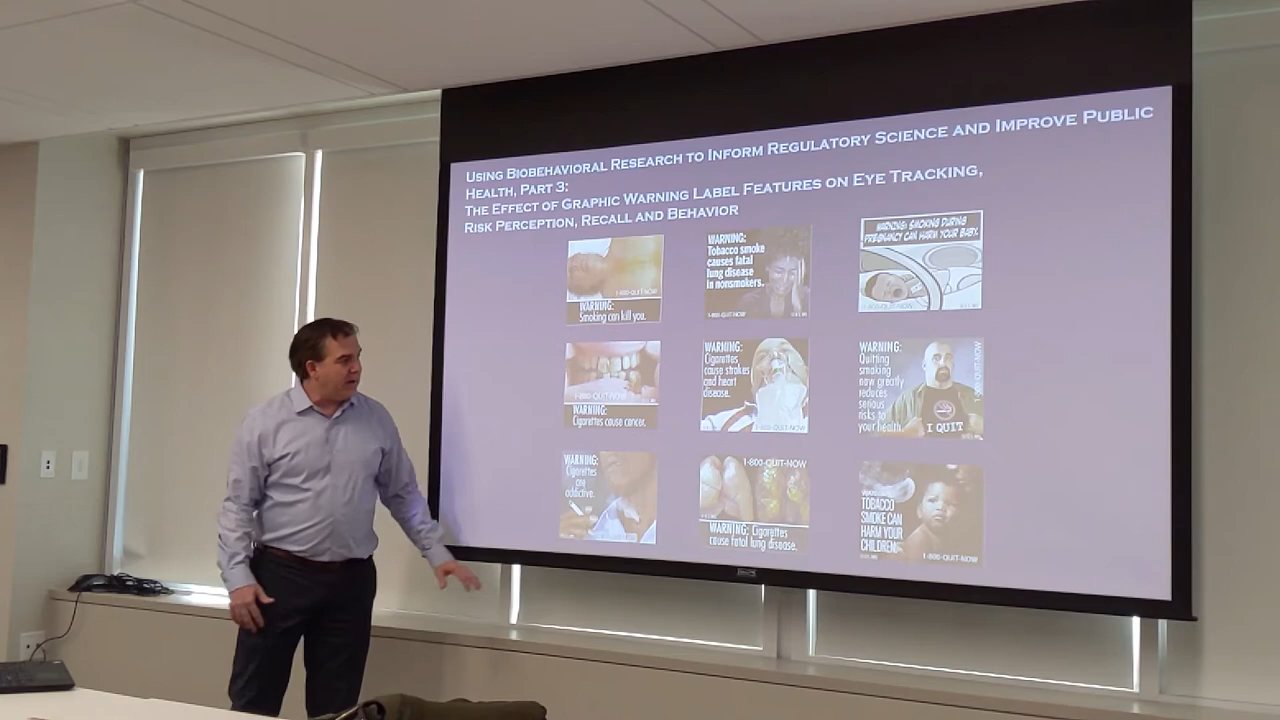 Using Biobehavioral Research to Inform Regulatory Science and Improve Public
Health, Part 3:
The Effect of Graphic Warning Label Features on Eye Tracking,
Risk Perception, Recall and Behavior
1-800-QUIT-NOW
WARNING:
Smoking can kill you.
WARNING:
Tobacco smoke
causes fatal
lung disease
in nonsmokers.
1-800-QUIT-NOW
WARNING: SMOKING DURING
PREGNANCY CAN HARM YOUR BABY.
1-800-QUIT-NOW
1-800-QUIT-NOW
WARNING:
Cigarettes cause cancer.
WARNING:
Cigarettes
cause strokes
and heart
disease.
1-800-QUIT-NOW
WARNING:
Quitting
smoking
now greatly
reduces
serious
risks to
your health.
1-800-QUIT-NOW
I QUIT
WARNING:
Cigarettes
are
addictive.
1-800-QUIT-NOW
WARNING: Cigarettes
cause fatal lung disease.
TOBACCO
SMOKE CAN
HARM YOUR
CHILDREN.
1-800-QUIT-NOW